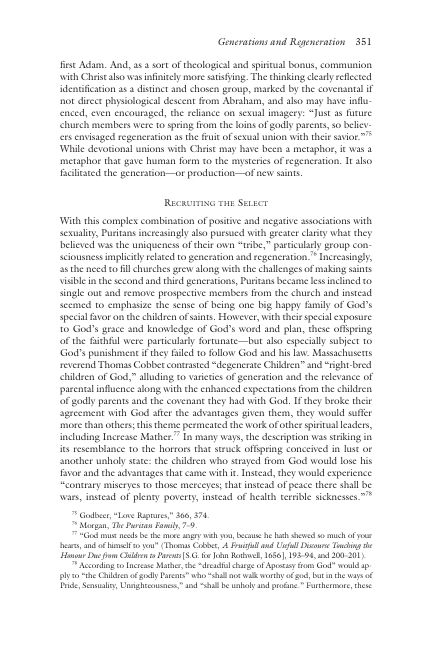 Generations and Regeneration 351
first Adam. And, as a sort of theological and spiritual bonus, communion
with Christ also was infinitely more satisfying. The thinking clearly reflected
identification as a distinct and chosen group, marked by the covenantal if
not direct physiological descent from Abraham, and also may have influ-
enced, even encouraged, the reliance on sexual imagery: “Just as future
church members were to spring from the loins of godly parents, so believ-
ers envisaged regeneration as the fruit of sexual union with their savior.”75
While devotional unions with Christ may have been a metaphor, it was a
metaphor that gave human form to the mysteries of regeneration. It also
facilitated the generation—or production—of new saints.
Recruiting the Select
With this complex combination of positive and negative associations with
sexuality, Puritans increasingly also pursued with greater clarity what they
believed was the uniqueness of their own “tribe,” particularly group con-
sciousness implicitly related to generation and regeneration.76 Increasingly,
as the need to fill churches grew along with the challenges of making saints
visible in the second and third generations, Puritans became less inclined to
single out and remove prospective members from the church and instead
seemed to emphasize the sense of being one big happy family of God’s
special favor on the children of saints. However, with their special exposure
to God’s grace and knowledge of God’s word and plan, these offspring
of the faithful were particularly fortunate—but also especially subject to
God’s punishment if they failed to follow God and his law. Massachusetts
reverend Thomas Cobbet contrasted “degenerate Children” and “right-bred
children of God,” alluding to varieties of generation and the relevance of
parental influence along with the enhanced expectations from the children
of godly parents and the covenant they had with God. If they broke their
agreement with God after the advantages given them, they would suffer
more than others; this theme permeated the work of other spiritual leaders,
including Increase Mather.77 In many ways, the description was striking in
its resemblance to the horrors that struck offspring conceived in lust or
another unholy state: the children who strayed from God would lose his
favor and the advantages that came with it. Instead, they would experience
“contrary miseryes to those merceyes; that instead of peace there shall be
wars, instead of plenty poverty, instead of health terrible sicknesses.”78
75 Godbeer, “Love Raptures,” 366, 374.
76 Morgan, The Puritan Family, 7–9.
77 “God must needs be the more angry with you, because he hath shewed so much of your
hearts, and of himself to you” (Thomas Cobbet, A Fruitfull and Usefull Discourse Touching the
Honour Due from Children to Parents [S.G. for John Rothwell, 1656], 193–94, and 200–201).
78 According to Increase Mather, the “dreadful charge of Apostasy from God” would ap-
ply to “the Children of godly Parents” who “shall not walk worthy of god, but in the ways of
Pride, Sensuality, Unrighteousness,” and “shall be unholy and profane.” Furthermore, these